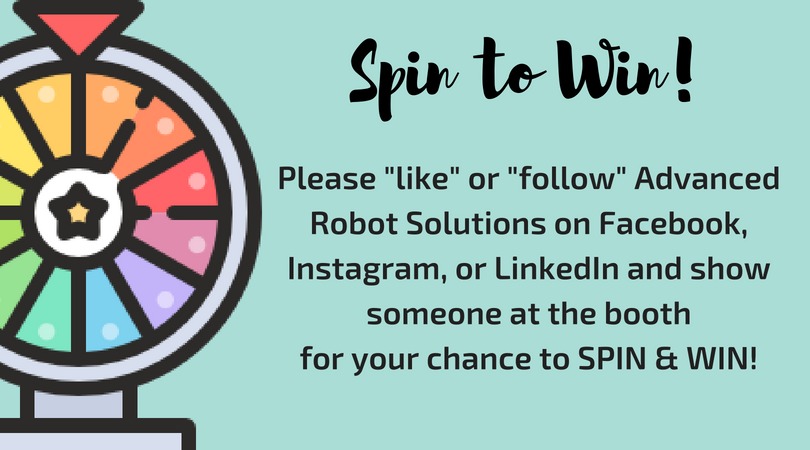 Spin to Win!
Please "like" or "follow" Advanced
Robot Solutions on Facebook,
Instagram, or LinkedIn and show
someone at the booth
for your chance to SPIN & WIN!